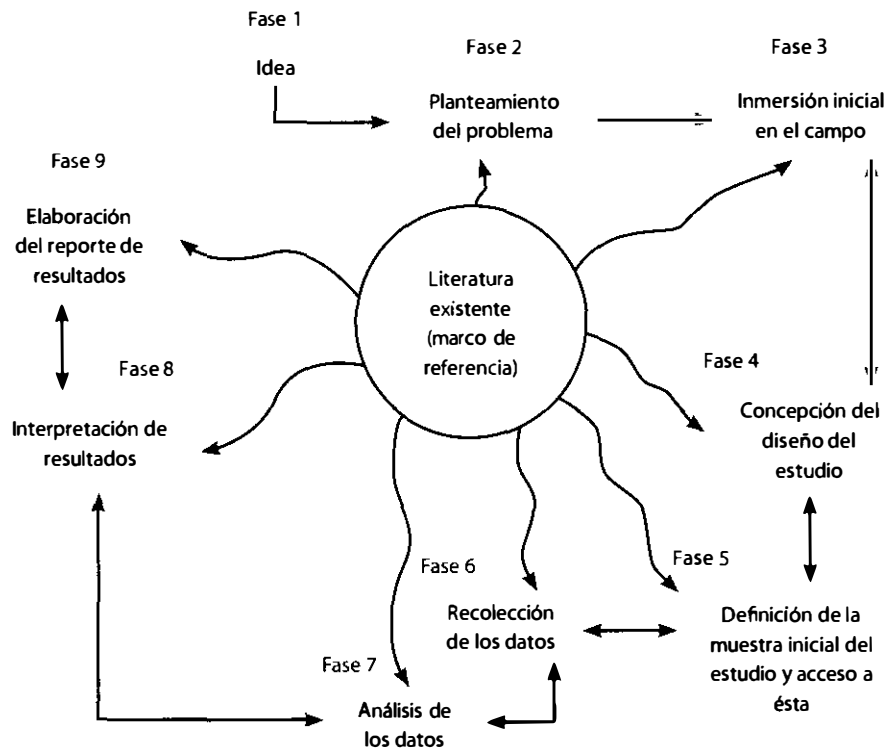 Fase 1
Idea
Fase 2
Planteamiento
del problema
Fase 3
Inmersión inicial
en el campo
Fase 4
Concepción del
diseño del
estudio
Fase 5
Definición de la
muestra inicial del
estudio y acceso a
ésta
Fase 6
Recolección
de los datos
Fase 7
Análisis de
los datos
Fase 8
Interpretación de
resultados
Fase 9
Elaboración
del reporte de
resultados
Literatura
existente
(marco de
referencia)